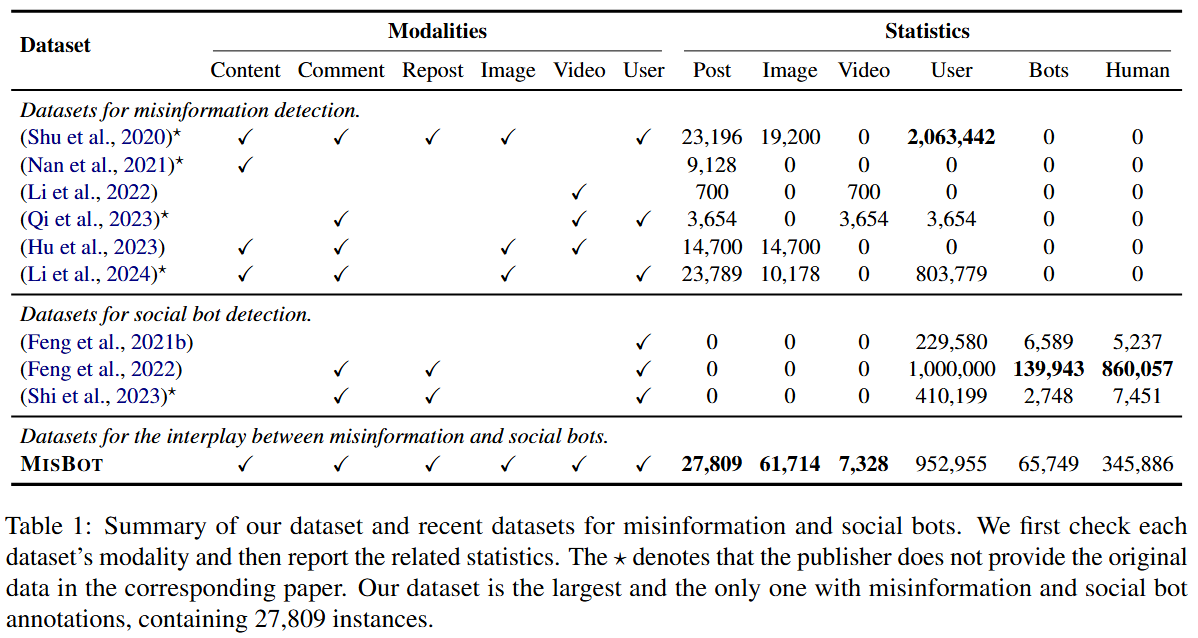 Dataset Modalities Statistics
Content Comment Repost Image Video User Post Image Video User Bots Human
Datasets for misinformation detection.
(Shu et al., 2020)⋆ ✓ ✓ ✓ ✓ ✓ 23,196 19,200 0 2,063,442 0 0
(Nan et al., 2021)⋆ ✓ 9,128 0 0 0 0 0
(Li et al., 2022) ✓ 700 0 700 0 0 0
(Qi et al., 2023)⋆ ✓ ✓ ✓ 3,654 0 3,654 3,654 0 0
(Hu et al., 2023) ✓ ✓ ✓ ✓ 14,700 14,700 0 0 0 0
(Li et al., 2024)⋆ ✓ ✓ ✓ ✓ 23,789 10,178 0 803,779 0 0
Datasets for social bot detection.
(Feng et al., 2021b) ✓ 0 0 0 229,580 6,589 5,237
(Feng et al., 2022) ✓ ✓ ✓ 0 0 0 1,000,000 139,943 860,057
(Shi et al., 2023)⋆ ✓ ✓ ✓ 0 0 0 410,199 2,748 7,451
Datasets for the interplay between misinformation and social bots.
MISBOT ✓ ✓ ✓ ✓ ✓ ✓ 27,809 61,714 7,328 952,955 65,749 345,886
Table 1: Summary of our dataset and recent datasets for misinformation and social bots. We first check each
dataset's modality and then report the related statistics. The ⋆ denotes that the publisher does not provide the original
data in the corresponding paper. Our dataset is the largest and the only one with misinformation and social bot
annotations, containing 27,809 instances.